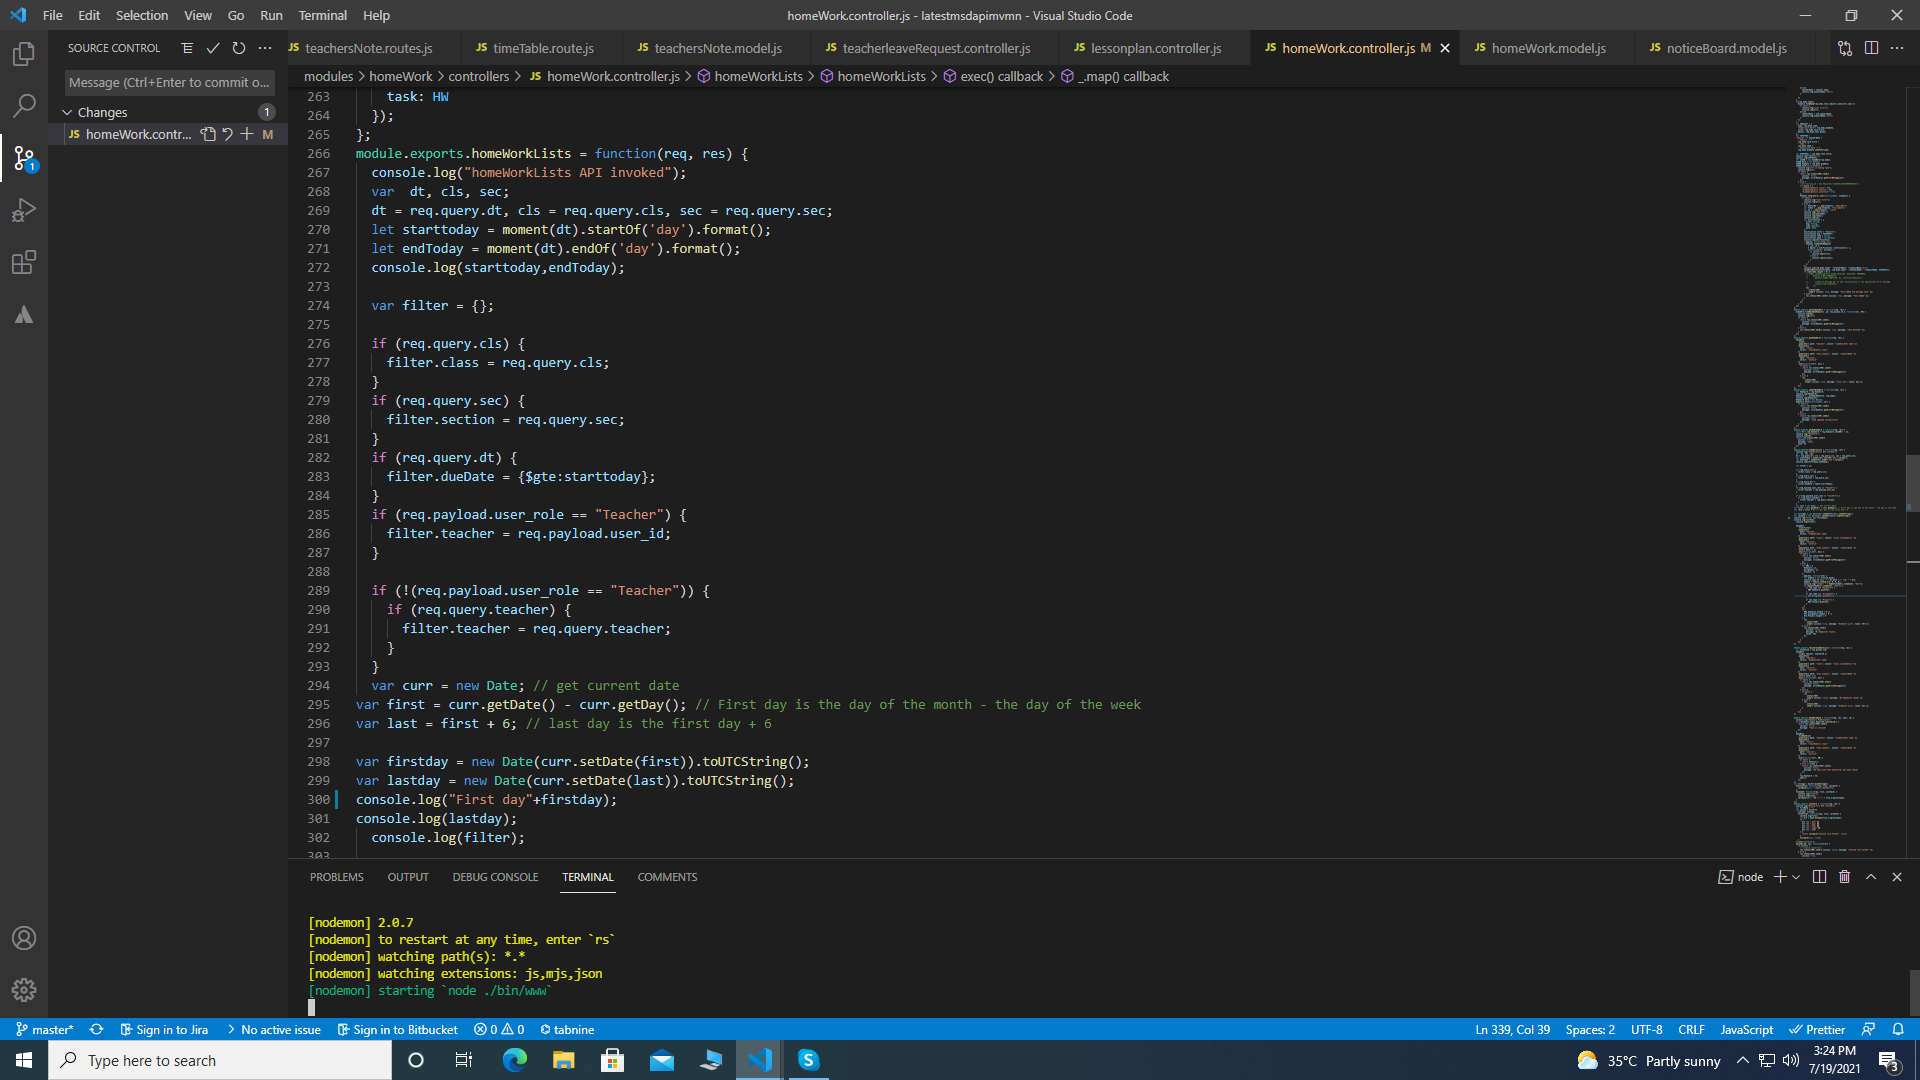 File Edit Selection View Go Run Terminal Help
homeWork.controller.js - latestmsdapimvmn - Visual Studio Code
SOURCE CONTROL
Message (Ctrl+Enter to commit o...
Changes 1
JS homeWork.contr... M
1
JS teachersNote.routes.js JS timeTable.route.js JS teachersNote.model.js JS teacherleaveRequest.controller.js JS lessonplan.controller.js JS homeWork.controller.js M JS homeWork.model.js JS noticeBoard.model.js
modules > homeWork > controllers > JS homeWork.controller.js > homeWorkLists > homeWorkLists > exec() callback > _.map() callback
263 task: HW
264 });
265 };
266 module.exports.homeWorkLists = function(req, res) {
267 console.log("homeWorkLists API invoked");
268 var  dt, cls, sec;
269 dt = req.query.dt, cls = req.query.cls, sec = req.query.sec;
270 let starttoday = moment(dt).startOf('day').format();
271 let endToday = moment(dt).endOf('day').format();
272 console.log(starttoday,endToday);
273
274 var filter = {};
275
276 if (req.query.cls) {
277 filter.class = req.query.cls;
278 }
279 if (req.query.sec) {
280 filter.section = req.query.sec;
281 }
282 if (req.query.dt) {
283 filter.dueDate = {$gte:starttoday};
284 }
285 if (req.payload.user_role == "Teacher") {
286 filter.teacher = req.payload.user_id;
287 }
288
289 if (!(req.payload.user_role == "Teacher")) {
290 if (req.query.teacher) {
291 filter.teacher = req.query.teacher;
292 }
293 }
294 var curr = new Date; // get current date
295 var first = curr.getDate() - curr.getDay(); // First day is the day of the month - the day of the week
296 var last = first + 6; // last day is the first day + 6
297
298 var firstday = new Date(curr.setDate(first)).toUTCString();
299 var lastday = new Date(curr.setDate(last)).toUTCString();
300 console.log("First day"+firstday);
301 console.log(lastday);
302 console.log(filter);
303
PROBLEMS OUTPUT DEBUG CONSOLE TERMINAL COMMENTS
node
[nodemon] 2.0.7
[nodemon] to restart at any time, enter `rs`
[nodemon] watching path(s): *.*
[nodemon] watching extensions: js,mjs,json
[nodemon] starting `node ./bin/www`
master* Sign in to Jira No active issue Sign in to Bitbucket 0 0 tabnine
Ln 339, Col 39 Spaces: 2 UTF-8 CRLF JavaScript Prettier
Type here to search
35°C Partly sunny
3:24 PM
7/19/2021
3